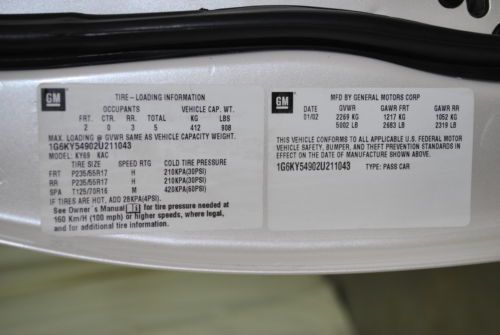 GM
TIRE-LOADING INFORMATION
OCCUPANTS VEHICLE CAP. WT.
FRT. CTR. RR. TOTAL KG LBS
2 0 3 5 412 908
MAX. LOADING @ GVWR SAME AS VEHICLE CAPACITY WEIGHT.
1G6KY54902U211043
MODEL: KY69 KAC
TIRE SIZE SPEED RTG COLD TIRE PRESSURE
FRT P235/55R17 H 210KPA(30PSI)
RR P235/55R17 H 210KPA(30PSI)
SPA T125/70R16 M 420KPA(60PSI)
IF TIRES ARE HOT, ADD 28KPA(4PSI)
See Owner's Manual for tire pressure needed at
160 Km/H (100 mph) or higher speeds, where legal,
and for additional tire information.
GM
MFD BY GENERAL MOTORS CORP
DATE GVWR GAWR FRT GAWR RR
01/02 2269 KG 1217 KG 1052 KG
5002 LB 2683 LB 2319 LB
THIS VEHICLE CONFORMS TO ALL APPLICABLE U.S. FEDERAL MOTOR
VEHICLE SAFETY, BUMPER, AND THEFT PREVENTION STANDARDS IN
EFFECT ON THE DATE OF MANUFACTURE SHOWN ABOVE.
1G6KY54902U211043 TYPE: PASS CAR